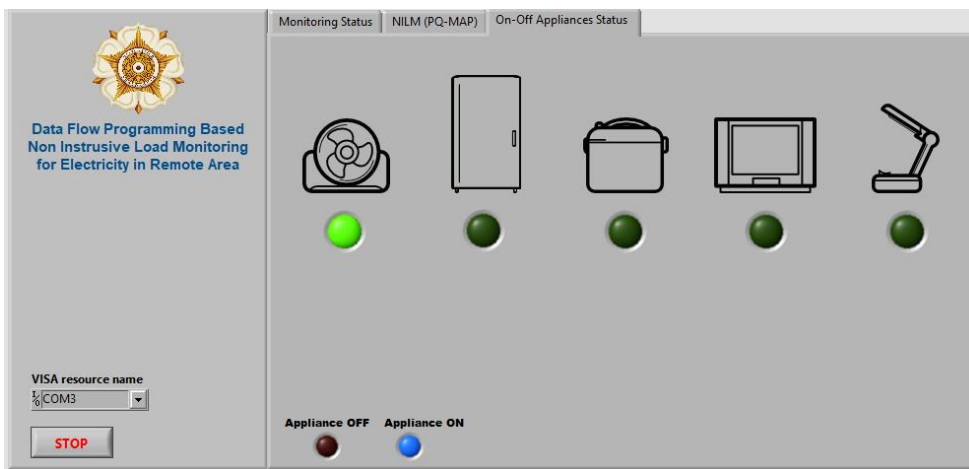 Monitoring Status
NILM (PQ-MAP)
On-Off Appliances Status
Data Flow Programming Based
Non Instrusive Load Monitoring
for Electricity in Remote Area
VISA resource name
COM3
STOP
Appliance OFF
Appliance ON